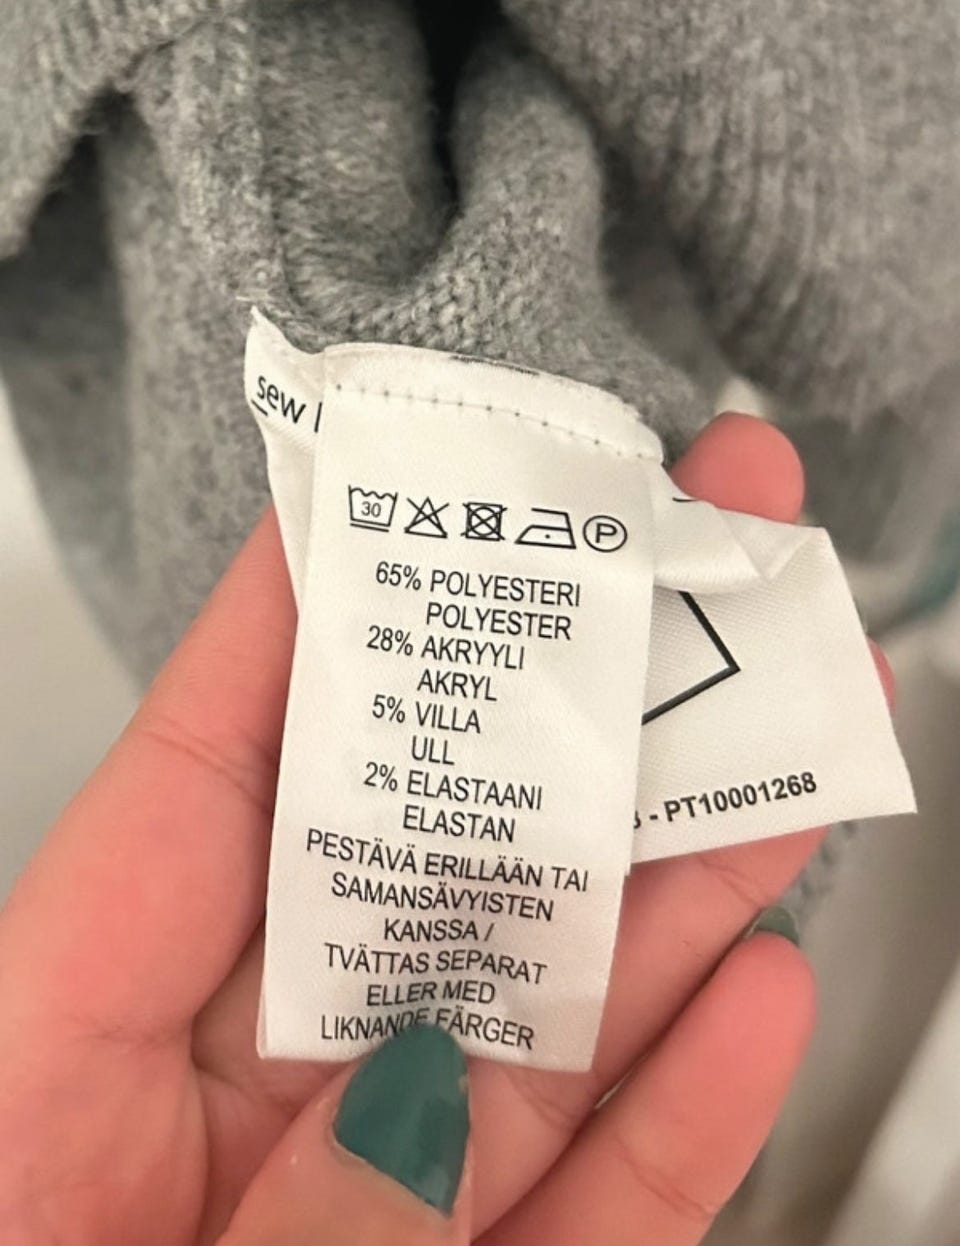 sew
30
P
65% POLYESTERI
POLYESTER
28% AKRYYLI
AKRYL
5% VILLA
ULL
2% ELASTAANI
ELASTAN
PESTÄVÄ ERILLÄÄN TAI
SAMANSÄVYISTEN
KANSSA /
TVÄTTAS SEPARAT
ELLER MED
LIKNANDE FÄRGER
- PT10001268